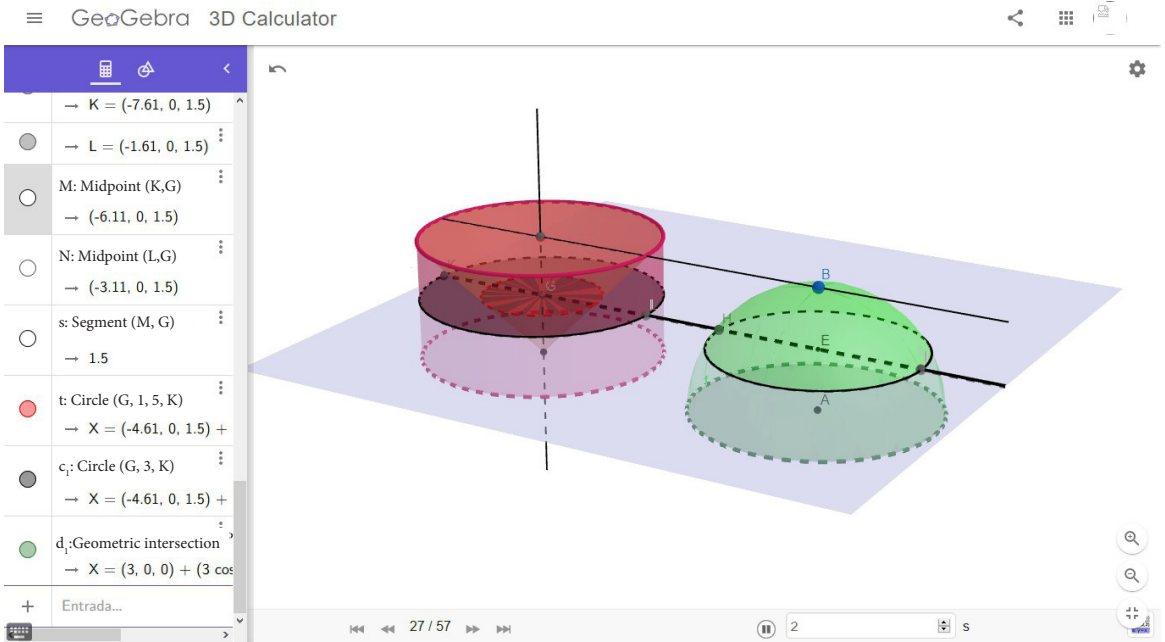 GeoGebra 3D Calculator
→ K = (-7.61, 0, 1.5)
→ L = (-1.61, 0, 1.5)
M: Midpoint (K,G)
→ (-6.11, 0, 1.5)
N: Midpoint (L,G)
→ (-3.11, 0, 1.5)
s: Segment (M, G)
→ 1.5
t: Circle (G, 1, 5, K)
→ X = (-4.61, 0, 1.5) +
c₁: Circle (G, 3, K)
→ X = (-4.61, 0, 1.5) +
d₁:Geometric intersection
→ X = (3, 0, 0) + (3 cos
Entrada...
B
K
G
H
E
A
27 / 57
2 s